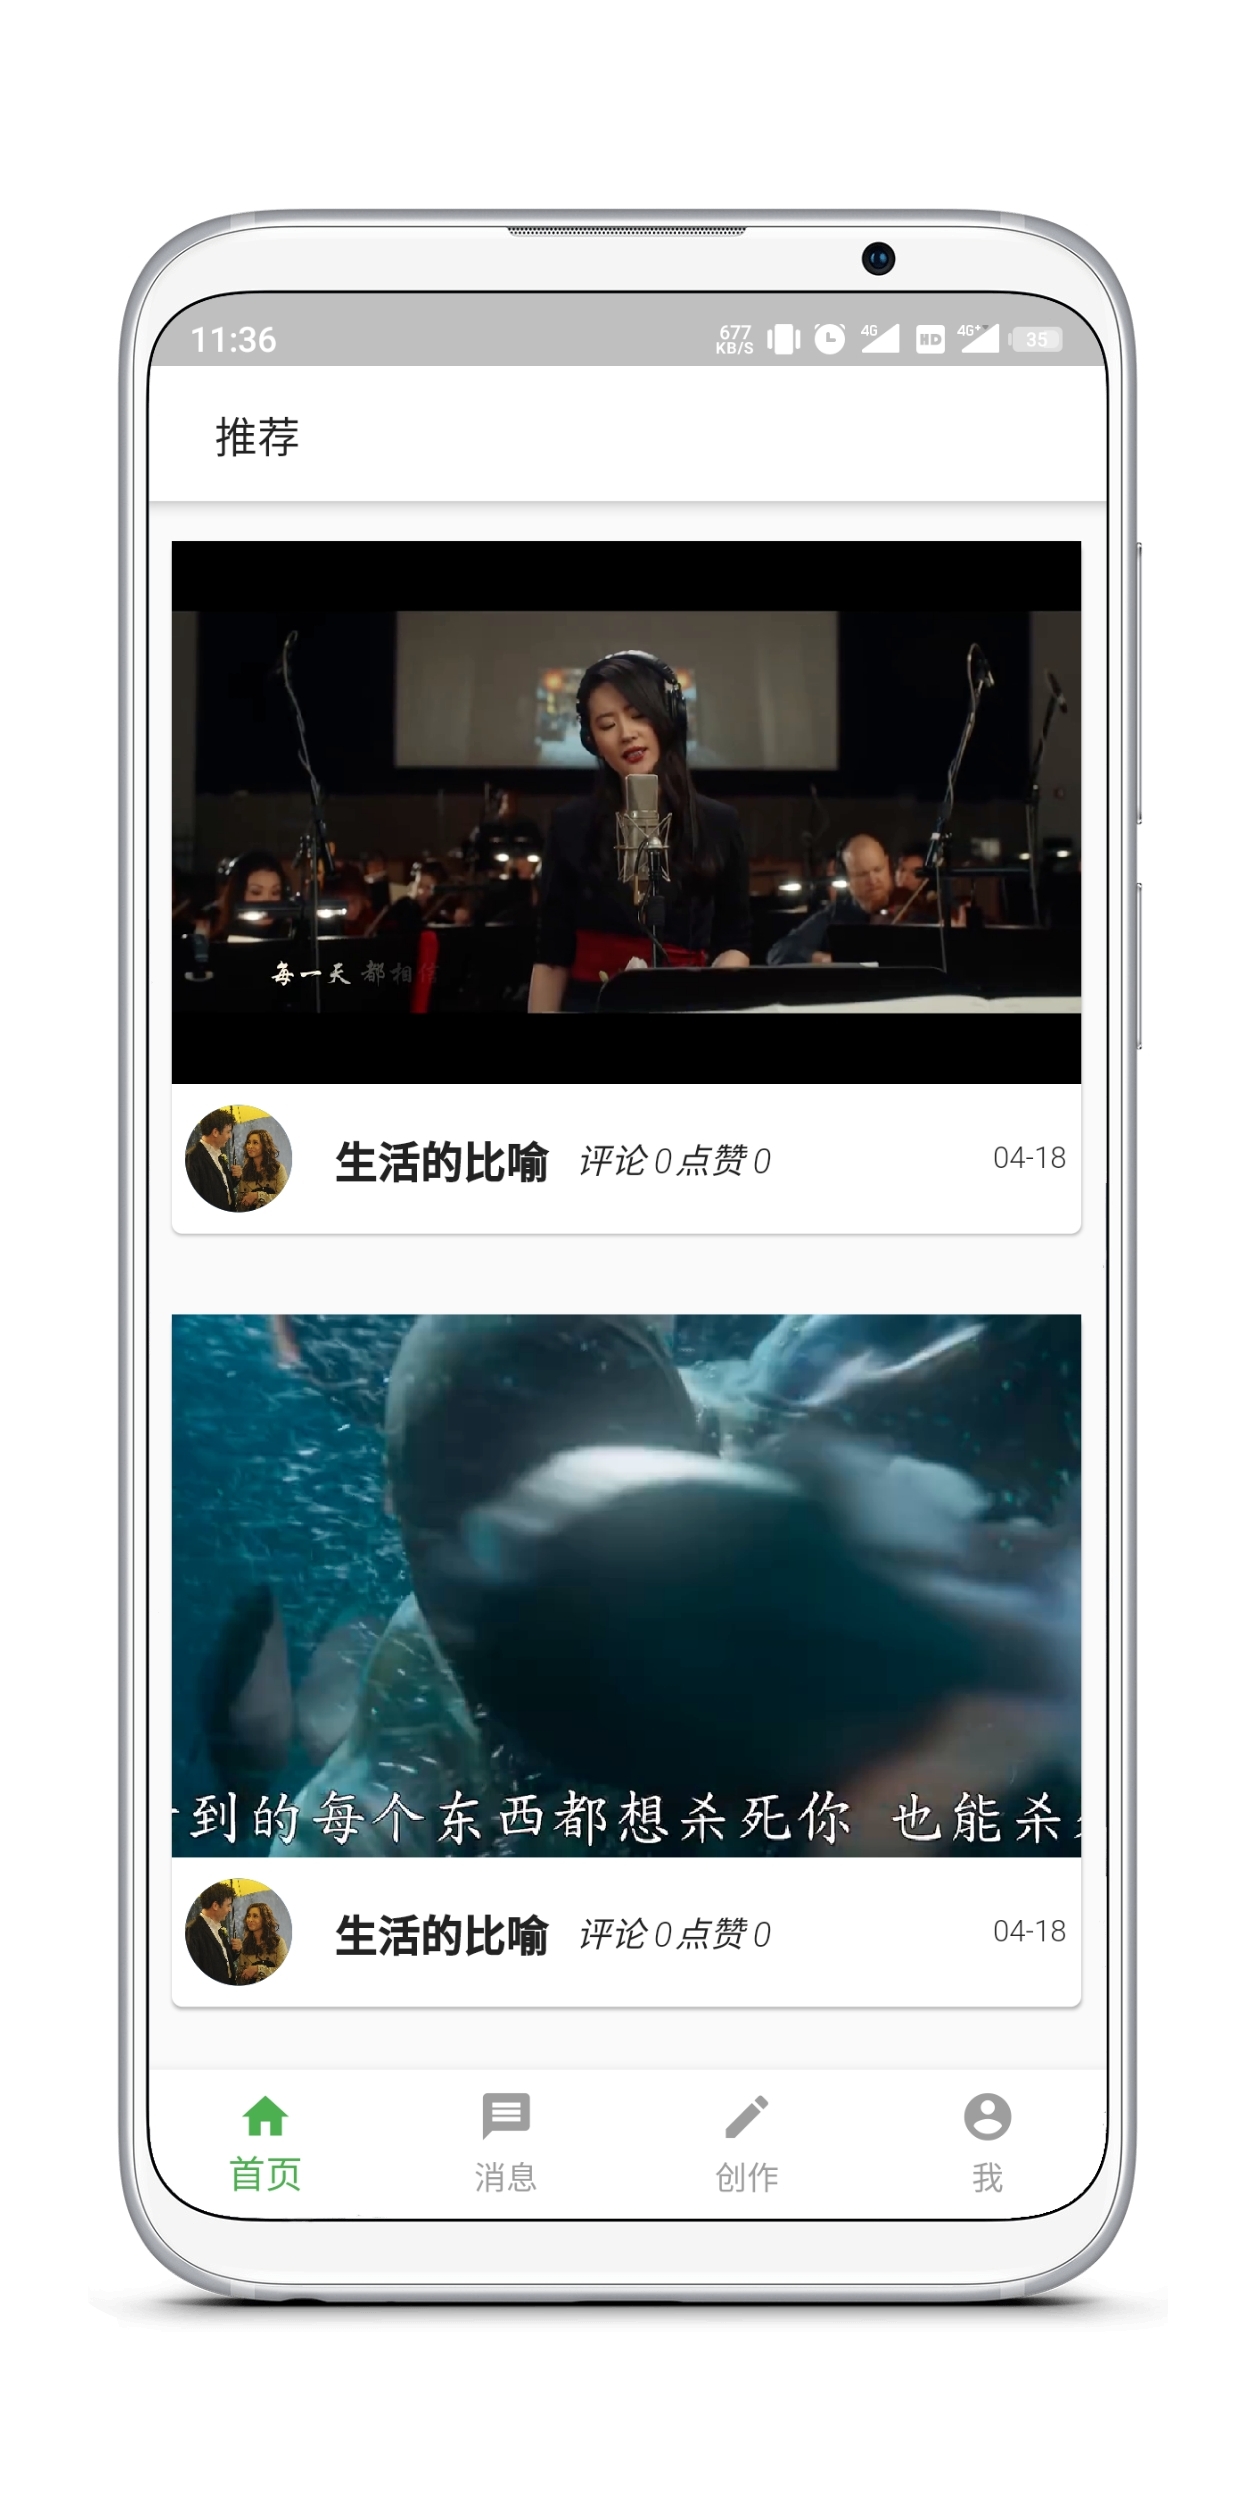 11:36
677
KB/S
4G
HD
4G+
35
推荐
每一天 都相信
生活的比喻 评论 0 点赞 0
04-18
到的每个东西都想杀死你 也能杀
生活的比喻 评论 0 点赞 0
04-18
首页
消息
创作
我